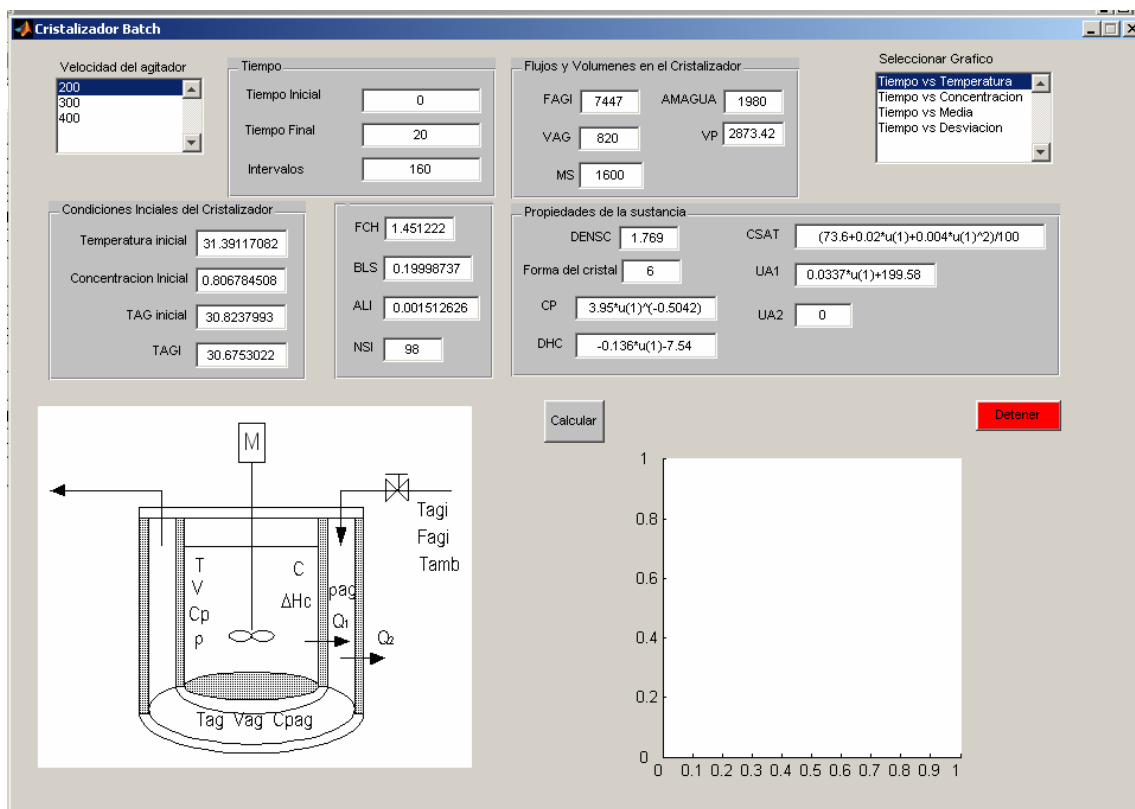 Cristalizador Batch
Velocidad del agitador
200
300
400
Tiempo
Tiempo Inicial 0
Tiempo Final 20
Intervalos 160
Flujos y Volumenes en el Cristalizador
FAGI 7447 AMAGUA 1980
VAG 820 VP 2873.42
MS 1600
Seleccionar Grafico
Tiempo vs Temperatura
Tiempo vs Concentracion
Tiempo vs Media
Tiempo vs Desviacion
Condiciones Inciales del Cristalizador
Temperatura inicial 31.39117082
Concentracion Inicial 0.806784508
TAG inicial 30.8237993
TAGI 30.6753022
FCH 1.451222
BLS 0.19998737
ALI 0.001512626
NSI 98
Propiedades de la sustancia
DENSC 1.769 CSAT (73.6+0.02*u(1)+0.004*u(1)^2)/100
Forma del cristal 6 UA1 0.0337*u(1)+199.58
CP 3.95*u(1)^(-0.5042) UA2 0
DHC -0.136*u(1)-7.54
Calcular
Detener
M
Tagi
Fagi
Tamb
T C
V ΔHc pag
Cp Q1
p Q2
Tag Vag Cpag
1
0.8
0.6
0.4
0.2
0
0 0.1 0.2 0.3 0.4 0.5 0.6 0.7 0.8 0.9 1